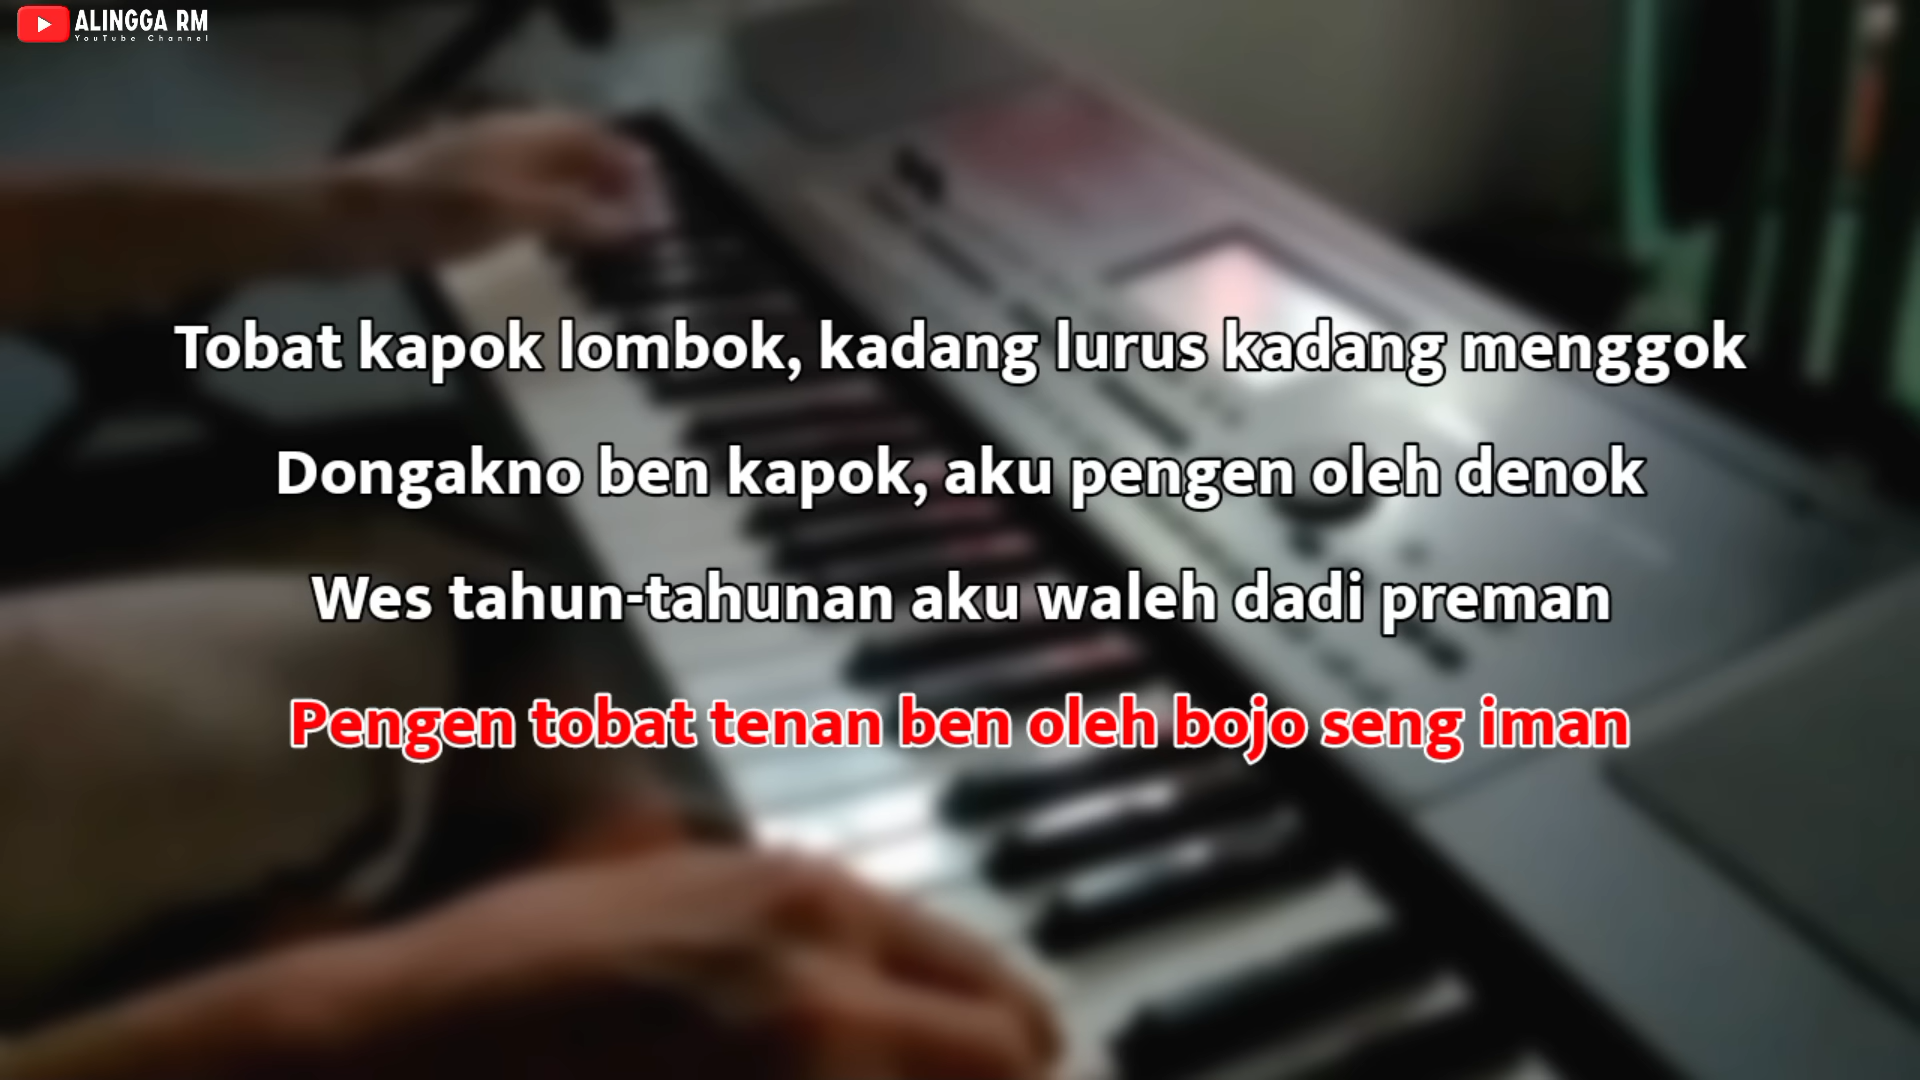 ALINGGA RM
YouTube Channel
Tobat kapok lombok, kadang lurus kadang menggok
Dongakno ben kapok, aku pengen oleh denok
Wes tahun-tahunan aku waleh dadi preman
Pengen tobat tenan ben oleh bojo seng iman